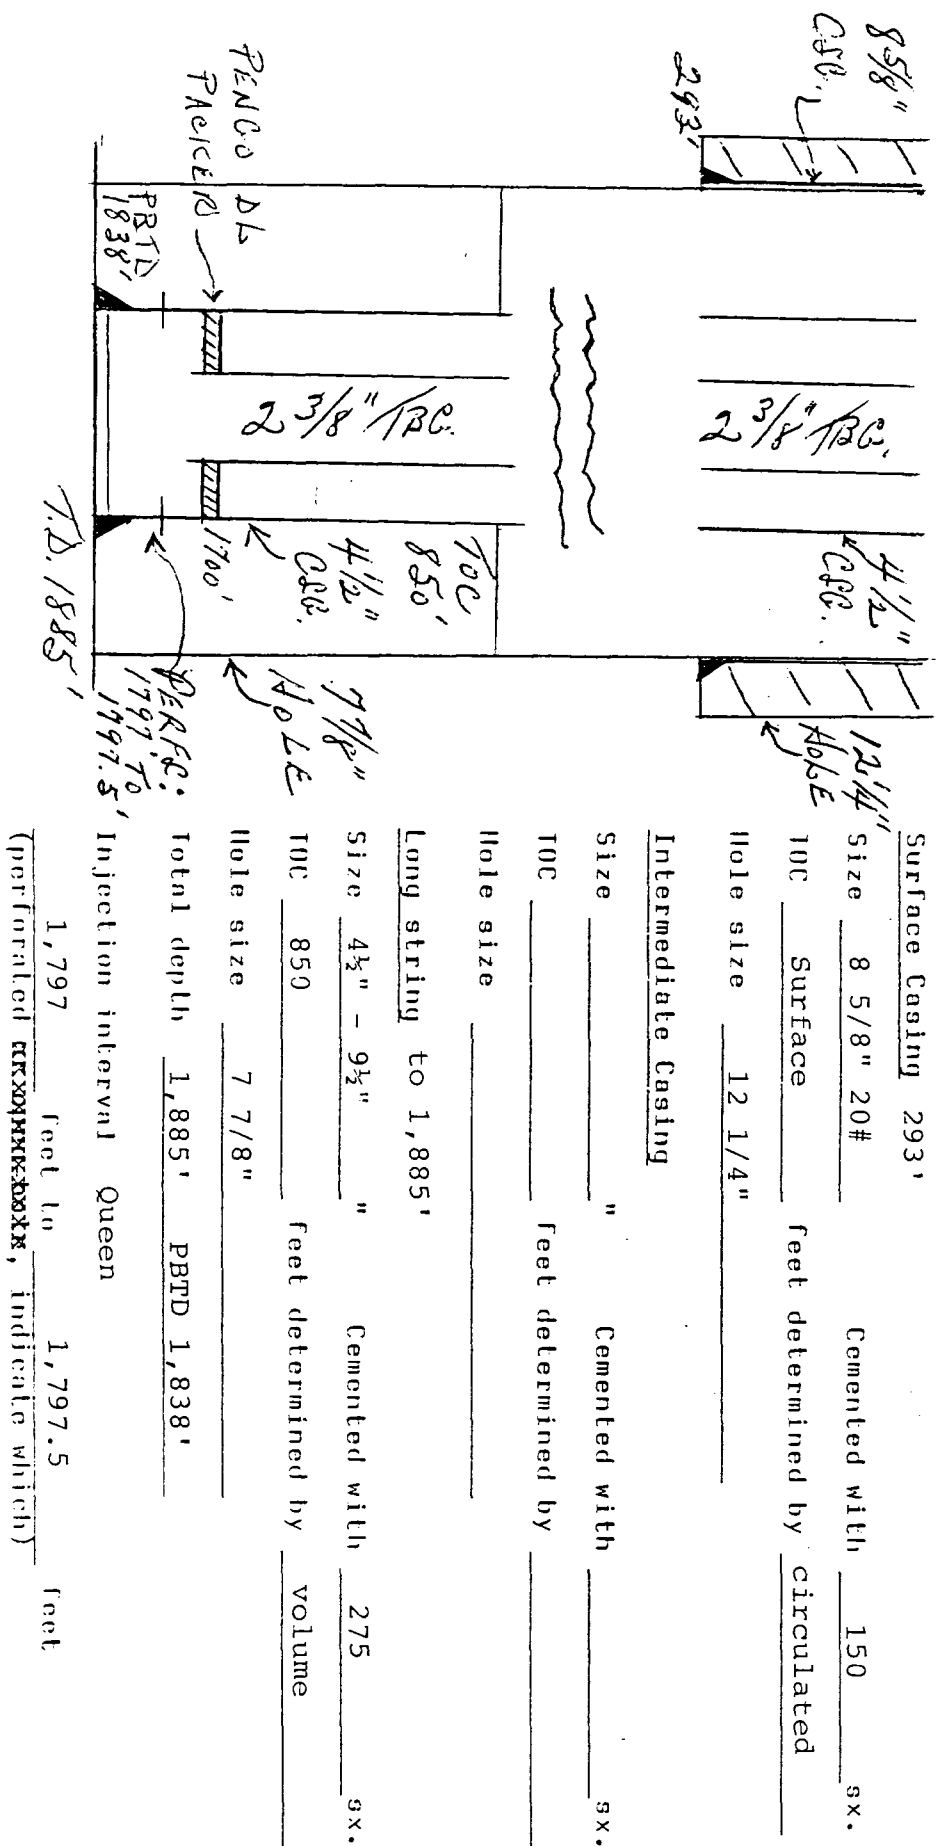 8 5/8"
CSG.
293'
2 3/8" TBG.
4 1/2"
CSG.
12 1/4"
HOLE
TOC
850'
4 1/2"
CSG.
2 3/8" TBG.
7 7/8"
HOLE
PACKER
1700'
PBTD
1838'
PERFS:
1797' TO
1797.5'
T.D. 1885'
Surface Casing 293'
Size 8 5/8" 20# Cemented with 150 sx.
TOC Surface feet determined by circulated
Hole size 12 1/4"
Intermediate Casing
Size " Cemented with sx.
TOC feet determined by
Hole size
Long string to 1,885'
Size 4½" - 9½" " Cemented with 275 sx.
TOC 850 feet determined by volume
Hole size 7 7/8"
Total depth 1,885' PBTD 1,838'
Injection interval Queen
1,797 feet to 1,797.5 feet
(perforated , indicate which)